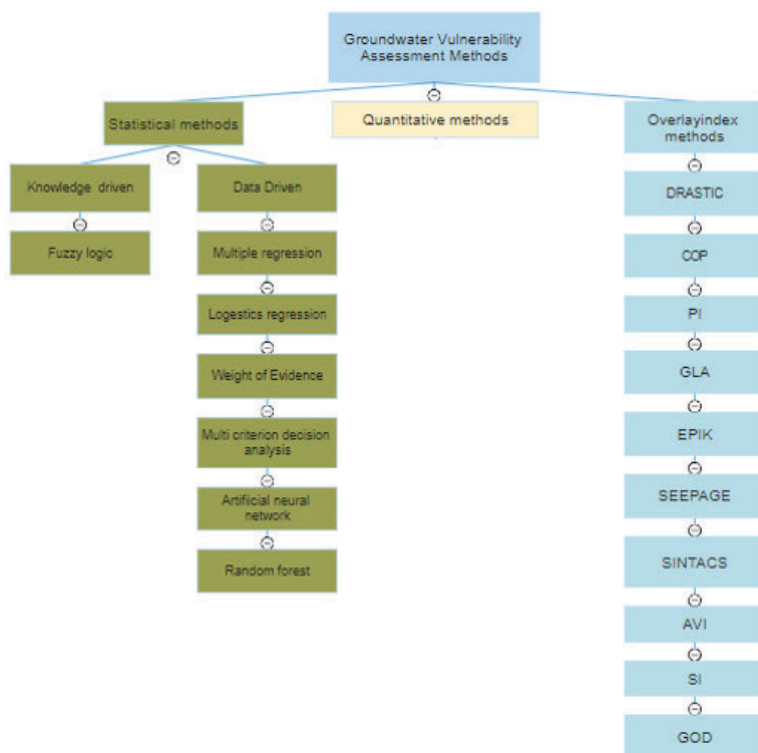 Groundwater Vulnerability
Assessment Methods
Statistical methods
Quantitative methods
Overlayindex
methods
Knowledge driven
Fuzzy logic
Data Driven
Multiple regression
Logestics regression
Weight of Evidence
Multi criterion decision
analysis
Artifiicial neural
network
Random forest
DRASTIC
COP
PI
GLA
EPIK
SEEPAGE
SINTACS
AVI
SI
GOD